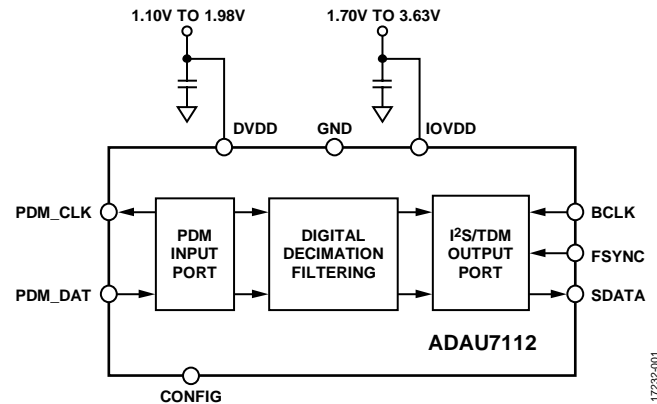 1.10V TO 1.98V
1.70V TO 3.63V
DVDD
GND
IOVDD
PDM_CLK
PDM_DAT
PDM
INPUT
PORT
DIGITAL
DECIMATION
FILTERING
I²S/TDM
OUTPUT
PORT
BCLK
FSYNC
SDATA
ADAU7112
CONFIG
17232-001